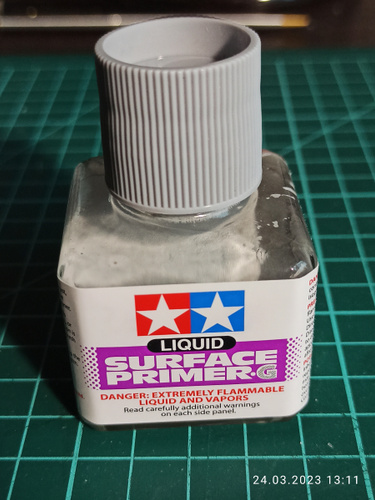 LIQUID
SURFACE
PRIMER-G
DANGER: EXTREMELY FLAMMABLE
LIQUID AND VAPORS
Read carefully additional warnings
on each side panel.
24.03.2023 13:11